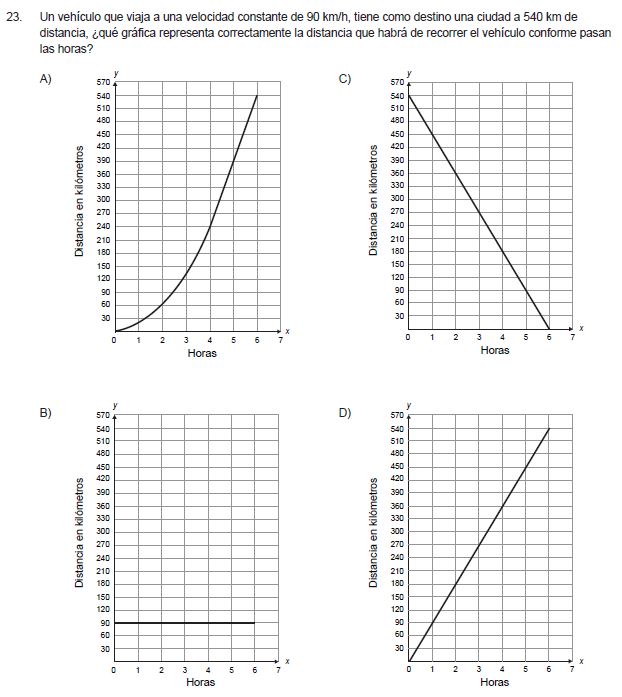 23. Un vehículo que viaja a una velocidad constante de 90 km/h, tiene como destino una ciudad a 540 km de
distancia, ¿qué gráfica representa correctamente la distancia que habrá de recorrer el vehículo conforme pasan
las horas?
A)
y
570
540
510
480
450
420
390
360
330
300
270
240
210
180
150
120
90
60
30
Distancia en kilómetros
0 1 2 3 4 5 6 7
x
Horas
C)
y
570
540
510
480
450
420
390
360
330
300
270
240
210
180
150
120
90
60
30
Distancia en kilómetros
0 1 2 3 4 5 6 7
x
Horas
B)
y
570
540
510
480
450
420
390
360
330
300
270
240
210
180
150
120
90
60
30
Distancia en kilómetros
0 1 2 3 4 5 6 7
x
Horas
D)
y
570
540
510
480
450
420
390
360
330
300
270
240
210
180
150
120
90
60
30
Distancia en kilómetros
0 1 2 3 4 5 6 7
x
Horas